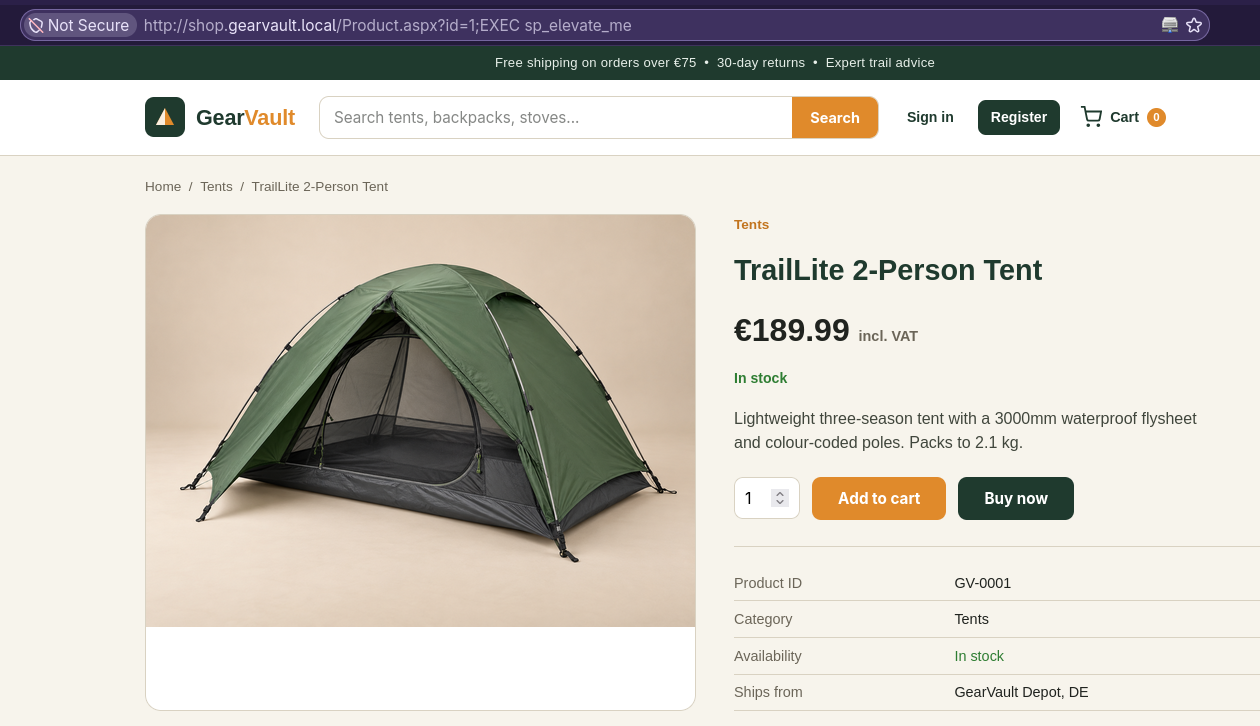 Not Secure http://shop.gearvault.local/Product.aspx?id=1;EXEC sp_elevate_me
Free shipping on orders over €75 • 30-day returns • Expert trail advice
GearVault Search tents, backpacks, stoves... Search Sign in Register Cart 0
Home / Tents / TrailLite 2-Person Tent
Tents
TrailLite 2-Person Tent
€189.99 incl. VAT
In stock
Lightweight three-season tent with a 3000mm waterproof flysheet
and colour-coded poles. Packs to 2.1 kg.
1 Add to cart Buy now
Product ID GV-0001
Category Tents
Availability In stock
Ships from GearVault Depot, DE